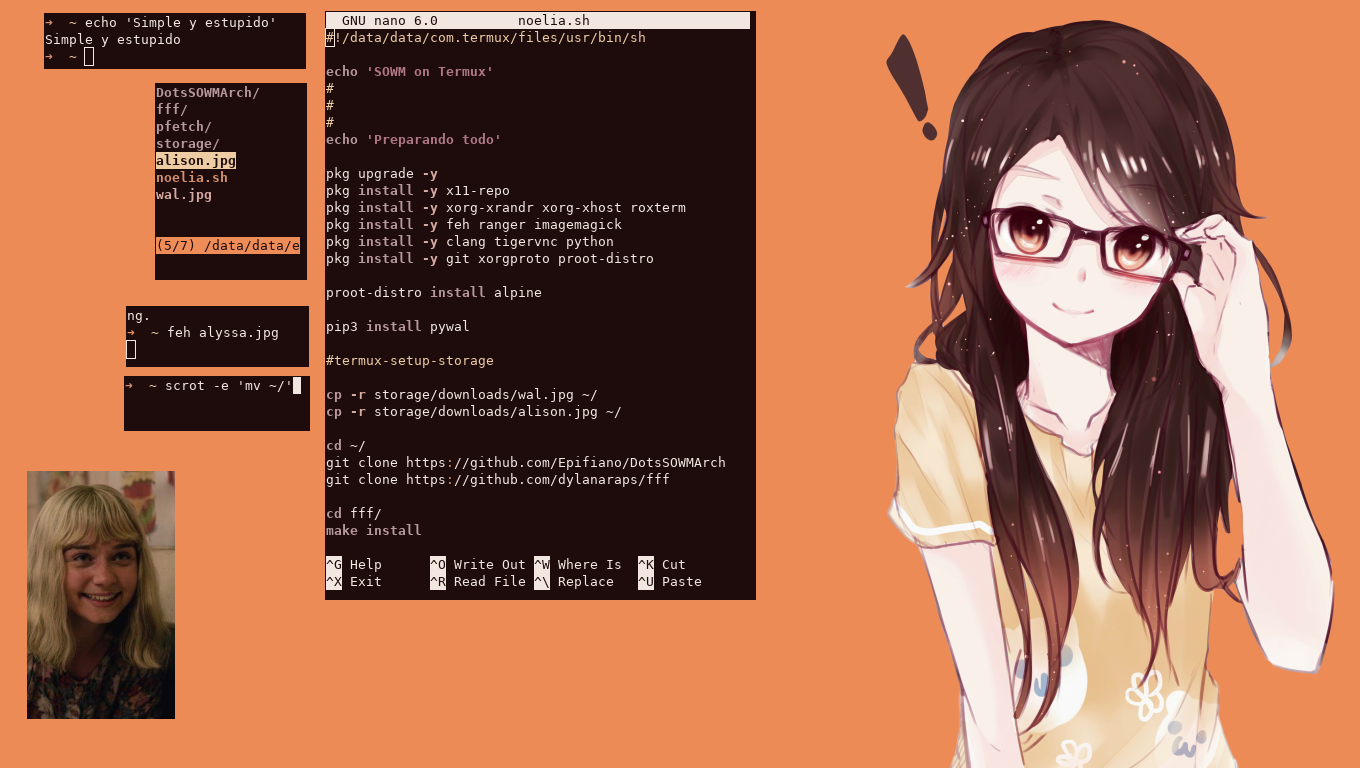 ➜  ~ echo 'Simple y estupido'
Simple y estupido
➜  ~
DotsSOWMArch/
fff/
pfetch/
storage/
alison.jpg
noelia.sh
wal.jpg
(5/7) /data/data/e
ng.
➜  ~ feh alyssa.jpg
➜  ~ scrot -e 'mv ~/'
GNU nano 6.0          noelia.sh
#!/data/data/com.termux/files/usr/bin/sh
echo 'SOWM on Termux'
#
#
#
echo 'Preparando todo'
pkg upgrade -y
pkg install -y x11-repo
pkg install -y xorg-xrandr xorg-xhost roxterm
pkg install -y feh ranger imagemagick
pkg install -y clang tigervnc python
pkg install -y git xorgproto proot-distro
proot-distro install alpine
pip3 install pywal
#termux-setup-storage
cp -r storage/downloads/wal.jpg ~/
cp -r storage/downloads/alison.jpg ~/
cd ~/
git clone https://github.com/Epifiano/DotsSOWMArch
git clone https://github.com/dylanaraps/fff
cd fff/
make install
^G Help      ^O Write Out ^W Where Is  ^K Cut
^X Exit      ^R Read File ^\ Replace   ^U Paste